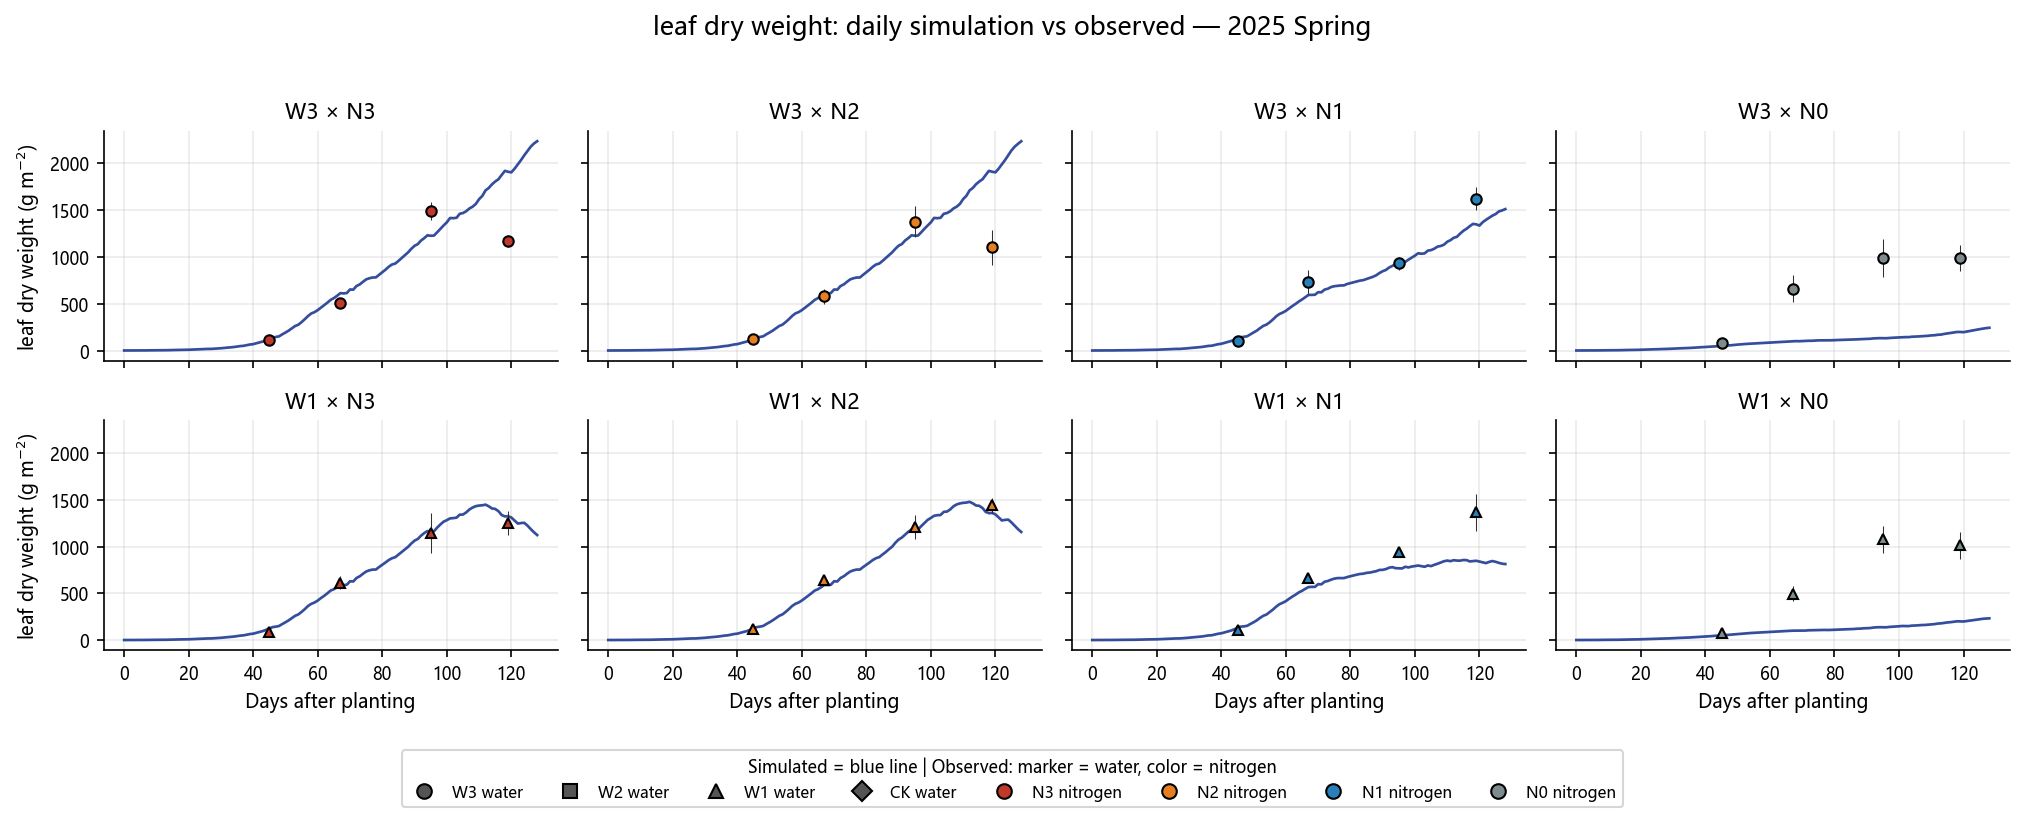 leaf dry weight: daily simulation vs observed — 2025 Spring
W3 × N3
W3 × N2
W3 × N1
W3 × N0
leaf dry weight (g m⁻²)
2000
1500
1000
500
0
W1 × N3
W1 × N2
W1 × N1
W1 × N0
leaf dry weight (g m⁻²)
2000
1500
1000
500
0
0 20 40 60 80 100 120
0 20 40 60 80 100 120
0 20 40 60 80 100 120
0 20 40 60 80 100 120
Days after planting
Days after planting
Days after planting
Days after planting
Simulated = blue line | Observed: marker = water, color = nitrogen
W3 water W2 water W1 water CK water N3 nitrogen N2 nitrogen N1 nitrogen N0 nitrogen